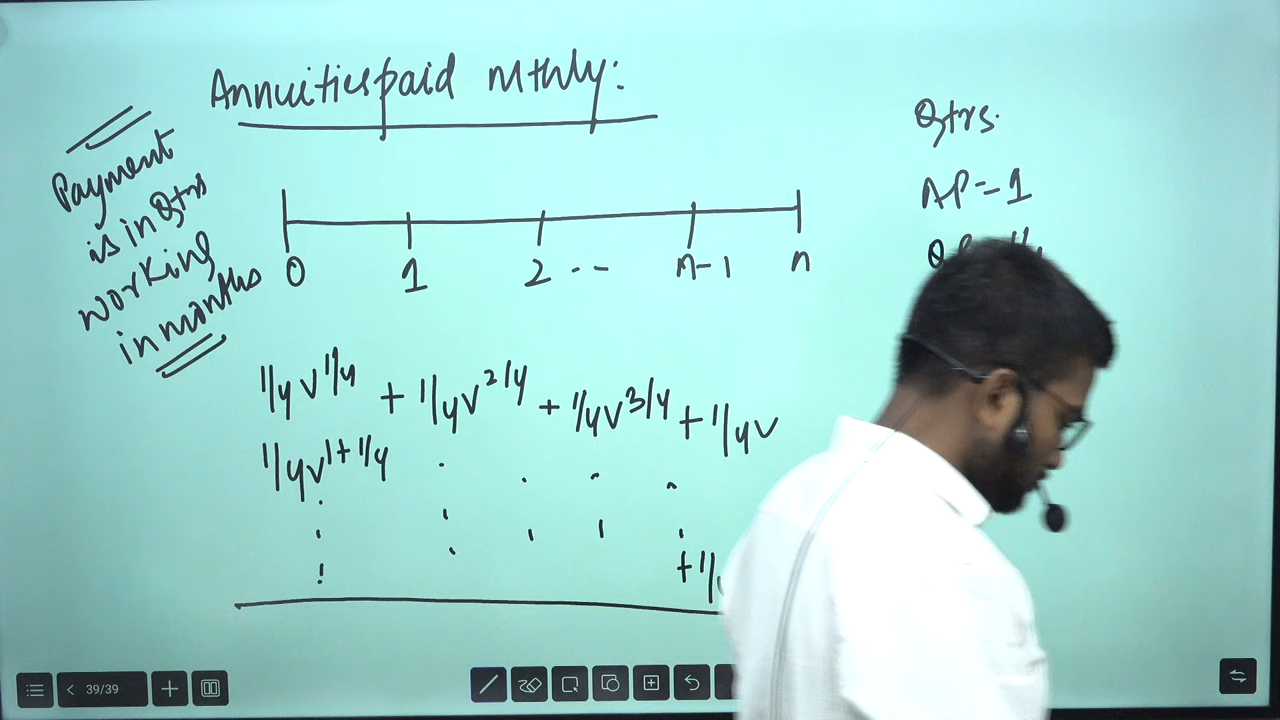 Annuities paid mthly:
Payment
is in Qtrs
working
in months
0 1 2 .. n-1 n
Qtrs.
AP = 1
1/4 v^1/4 + 1/4 v^2/4 + 1/4 v^3/4 + 1/4 v
1/4 v^1+1/4 . . . .
39/39